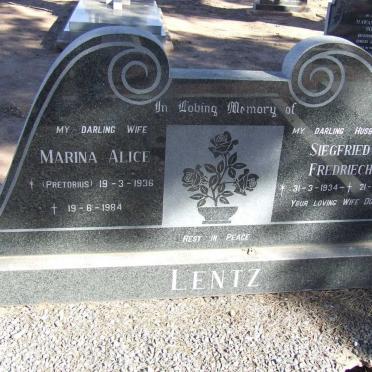 In Loving Memory of
MY DARLING WIFE
MARINA ALICE
† (PRETORIUS) 19-3-1936
† 19-6-1984
MY DARLING
SIEGFRIED
FREDRIECH
* 31-3-1934 - † 21-
YOUR LOVING WIFE
REST IN PEACE
LENTZ